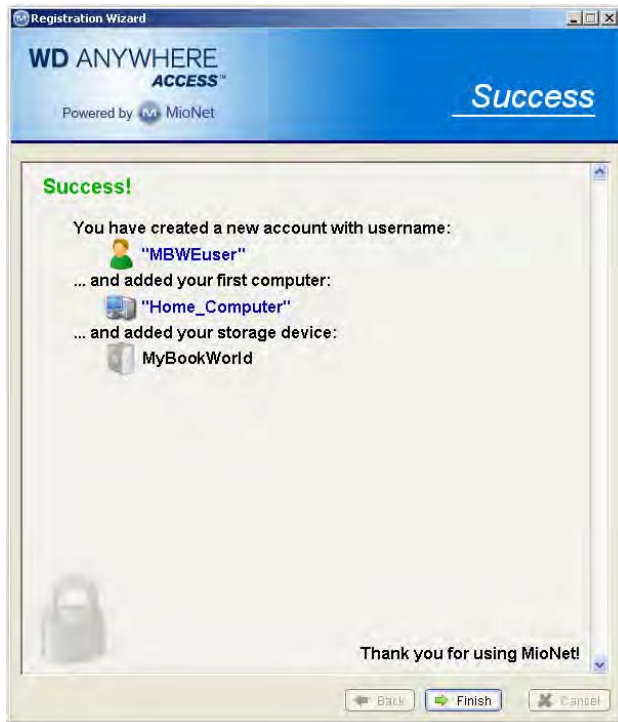 Registration Wizard
WD ANYWHERE
ACCESS™
Powered by MioNet
Success
Success!
You have created a new account with username:
"MBWEuser"
... and added your first computer:
"Home_Computer"
... and added your storage device:
MyBookWorld
Thank you for using MioNet!
Back Finish Cancel